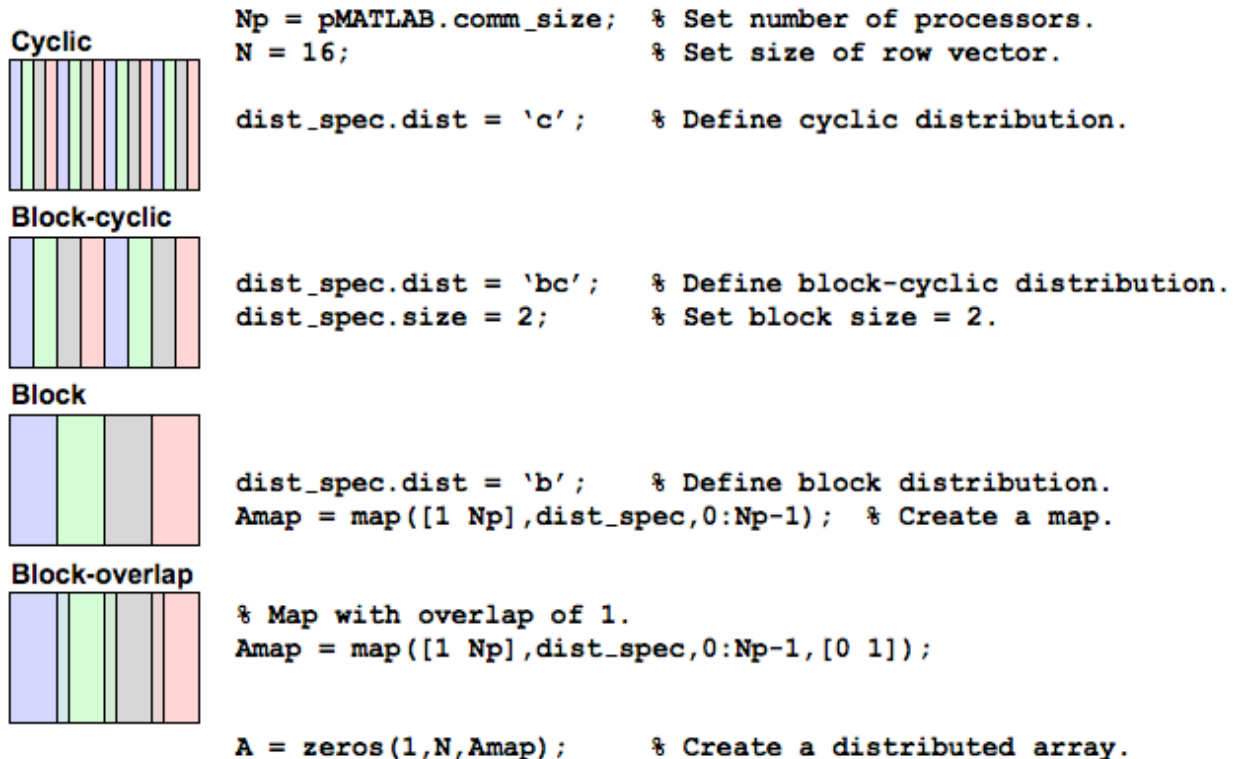 Np = pMATLAB.comm_size; % Set number of processors.
Cyclic
N = 16; % Set size of row vector.
dist_spec.dist = ‘c’; % Define cyclic distribution.
Block-cyclic
dist_spec.dist = ‘bc’; % Define block-cyclic distribution.
dist_spec.size = 2; % Set block size = 2.
Block
dist_spec.dist = ‘b’; % Define block distribution.
Amap = map([1 Np],dist_spec,0:Np-1); % Create a map.
Block-overlap
% Map with overlap of 1.
Amap = map([1 Np],dist_spec,0:Np-1,[0 1]);
A = zeros(1,N,Amap); % Create a distributed array.